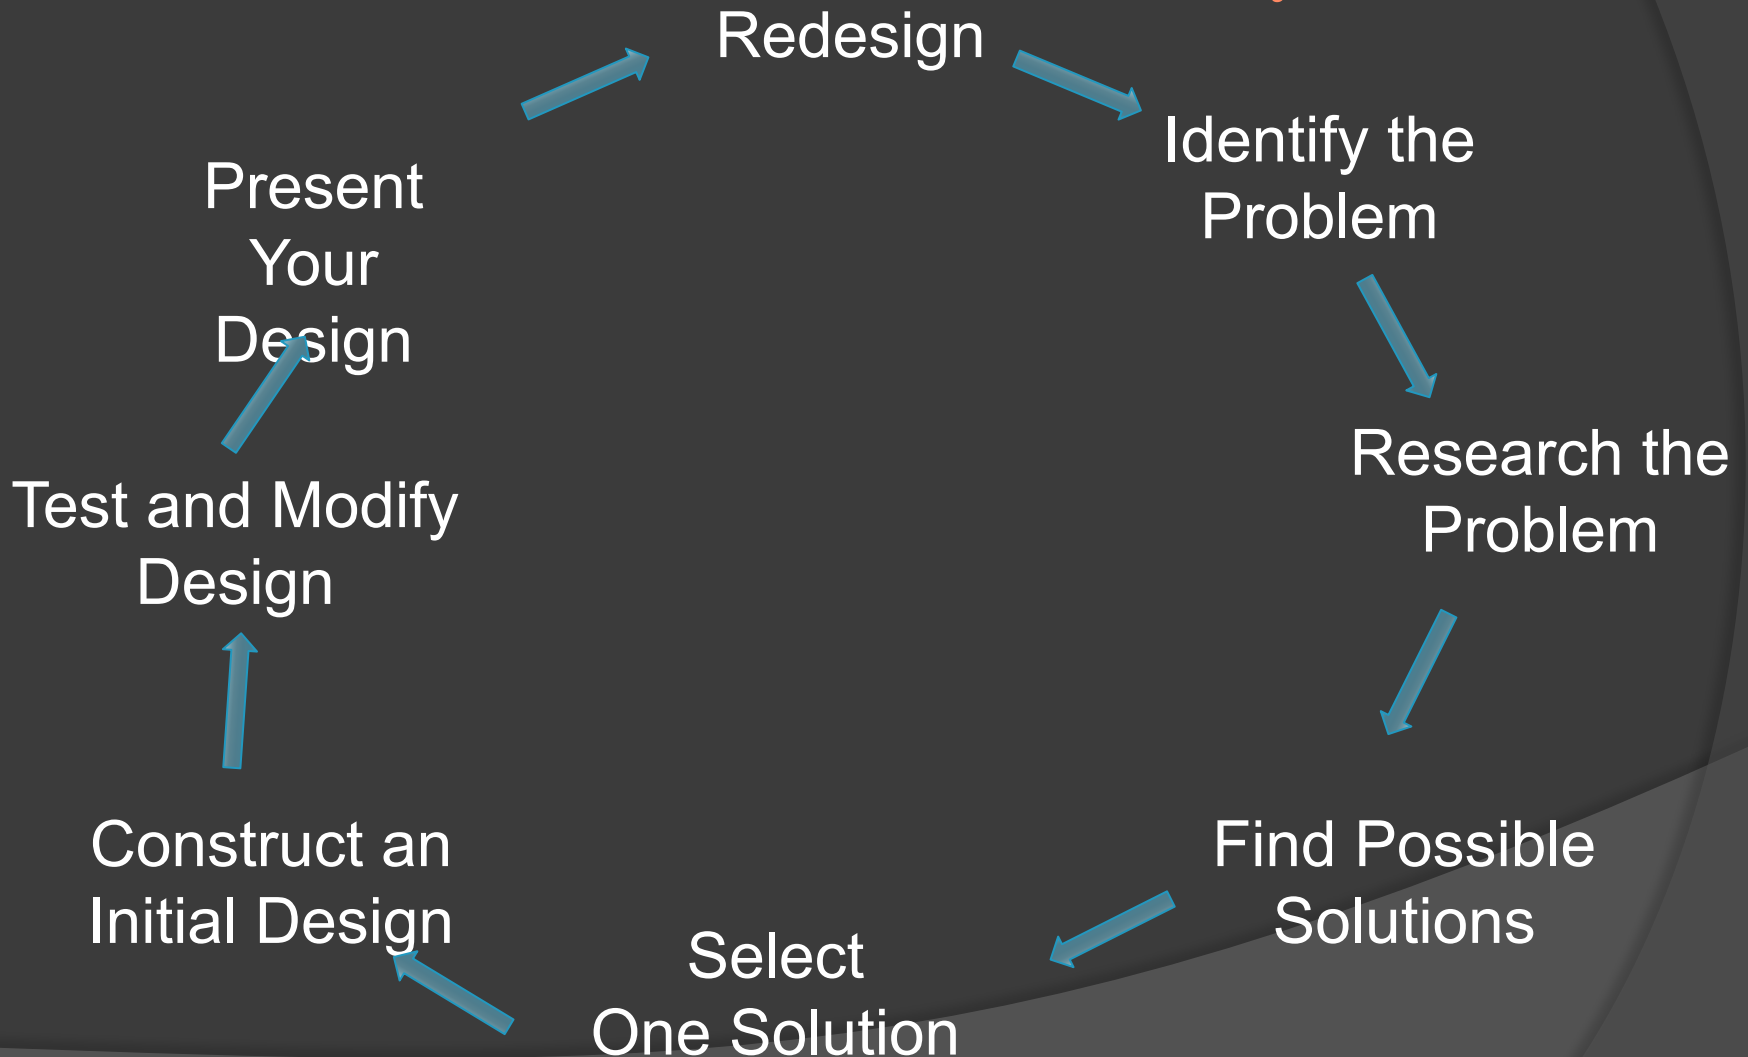 Redesign
Identify the
Problem
Present
Your
Design
Research the
Problem
Test and Modify
Design
Find Possible
Solutions
Construct an
Initial Design
Select
One Solution